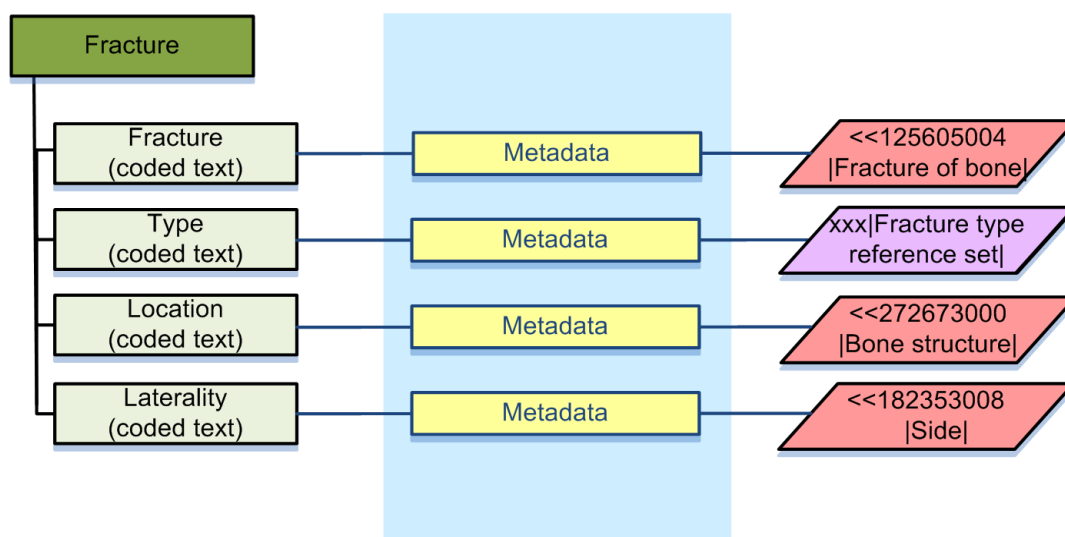 Fracture
Fracture
(coded text)
Metadata
<<125605004
|Fracture of bone|
Type
(coded text)
Metadata
xxx|Fracture type
reference set|
Location
(coded text)
Metadata
<<272673000
|Bone structure|
Laterality
(coded text)
Metadata
<<182353008
|Side|